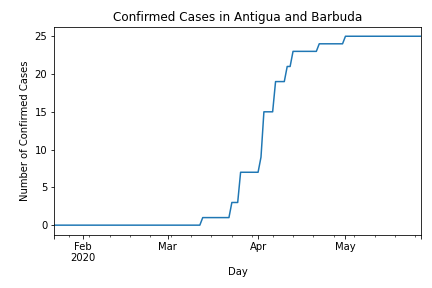 Confirmed Cases in Antigua and Barbuda
Number of Confirmed Cases
25
20
15
10
5
0
Feb Mar Apr May
2020
Day